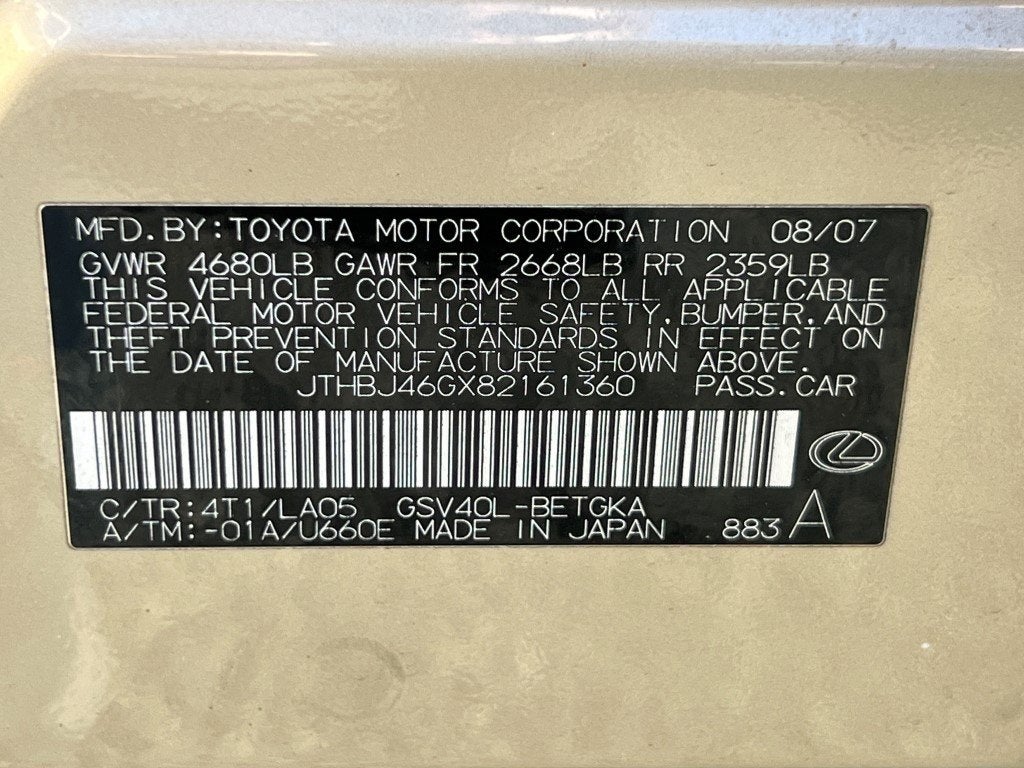 MFD.BY:TOYOTA MOTOR CORPORATION 08/07
GVWR 4680LB GAWR FR 2668LB RR 2359LB
THIS VEHICLE CONFORMS TO ALL APPLICABLE
FEDERAL MOTOR VEHICLE SAFETY,BUMPER,AND
THEFT PREVENTION STANDARDS IN EFFECT ON
THE DATE OF MANUFACTURE SHOWN ABOVE.
JTHBJ46GX82161360 PASS.CAR
C/TR:4T1/LA05 GSV40L-BETGKA
A/TM:-01A/U660E MADE IN JAPAN 883 A